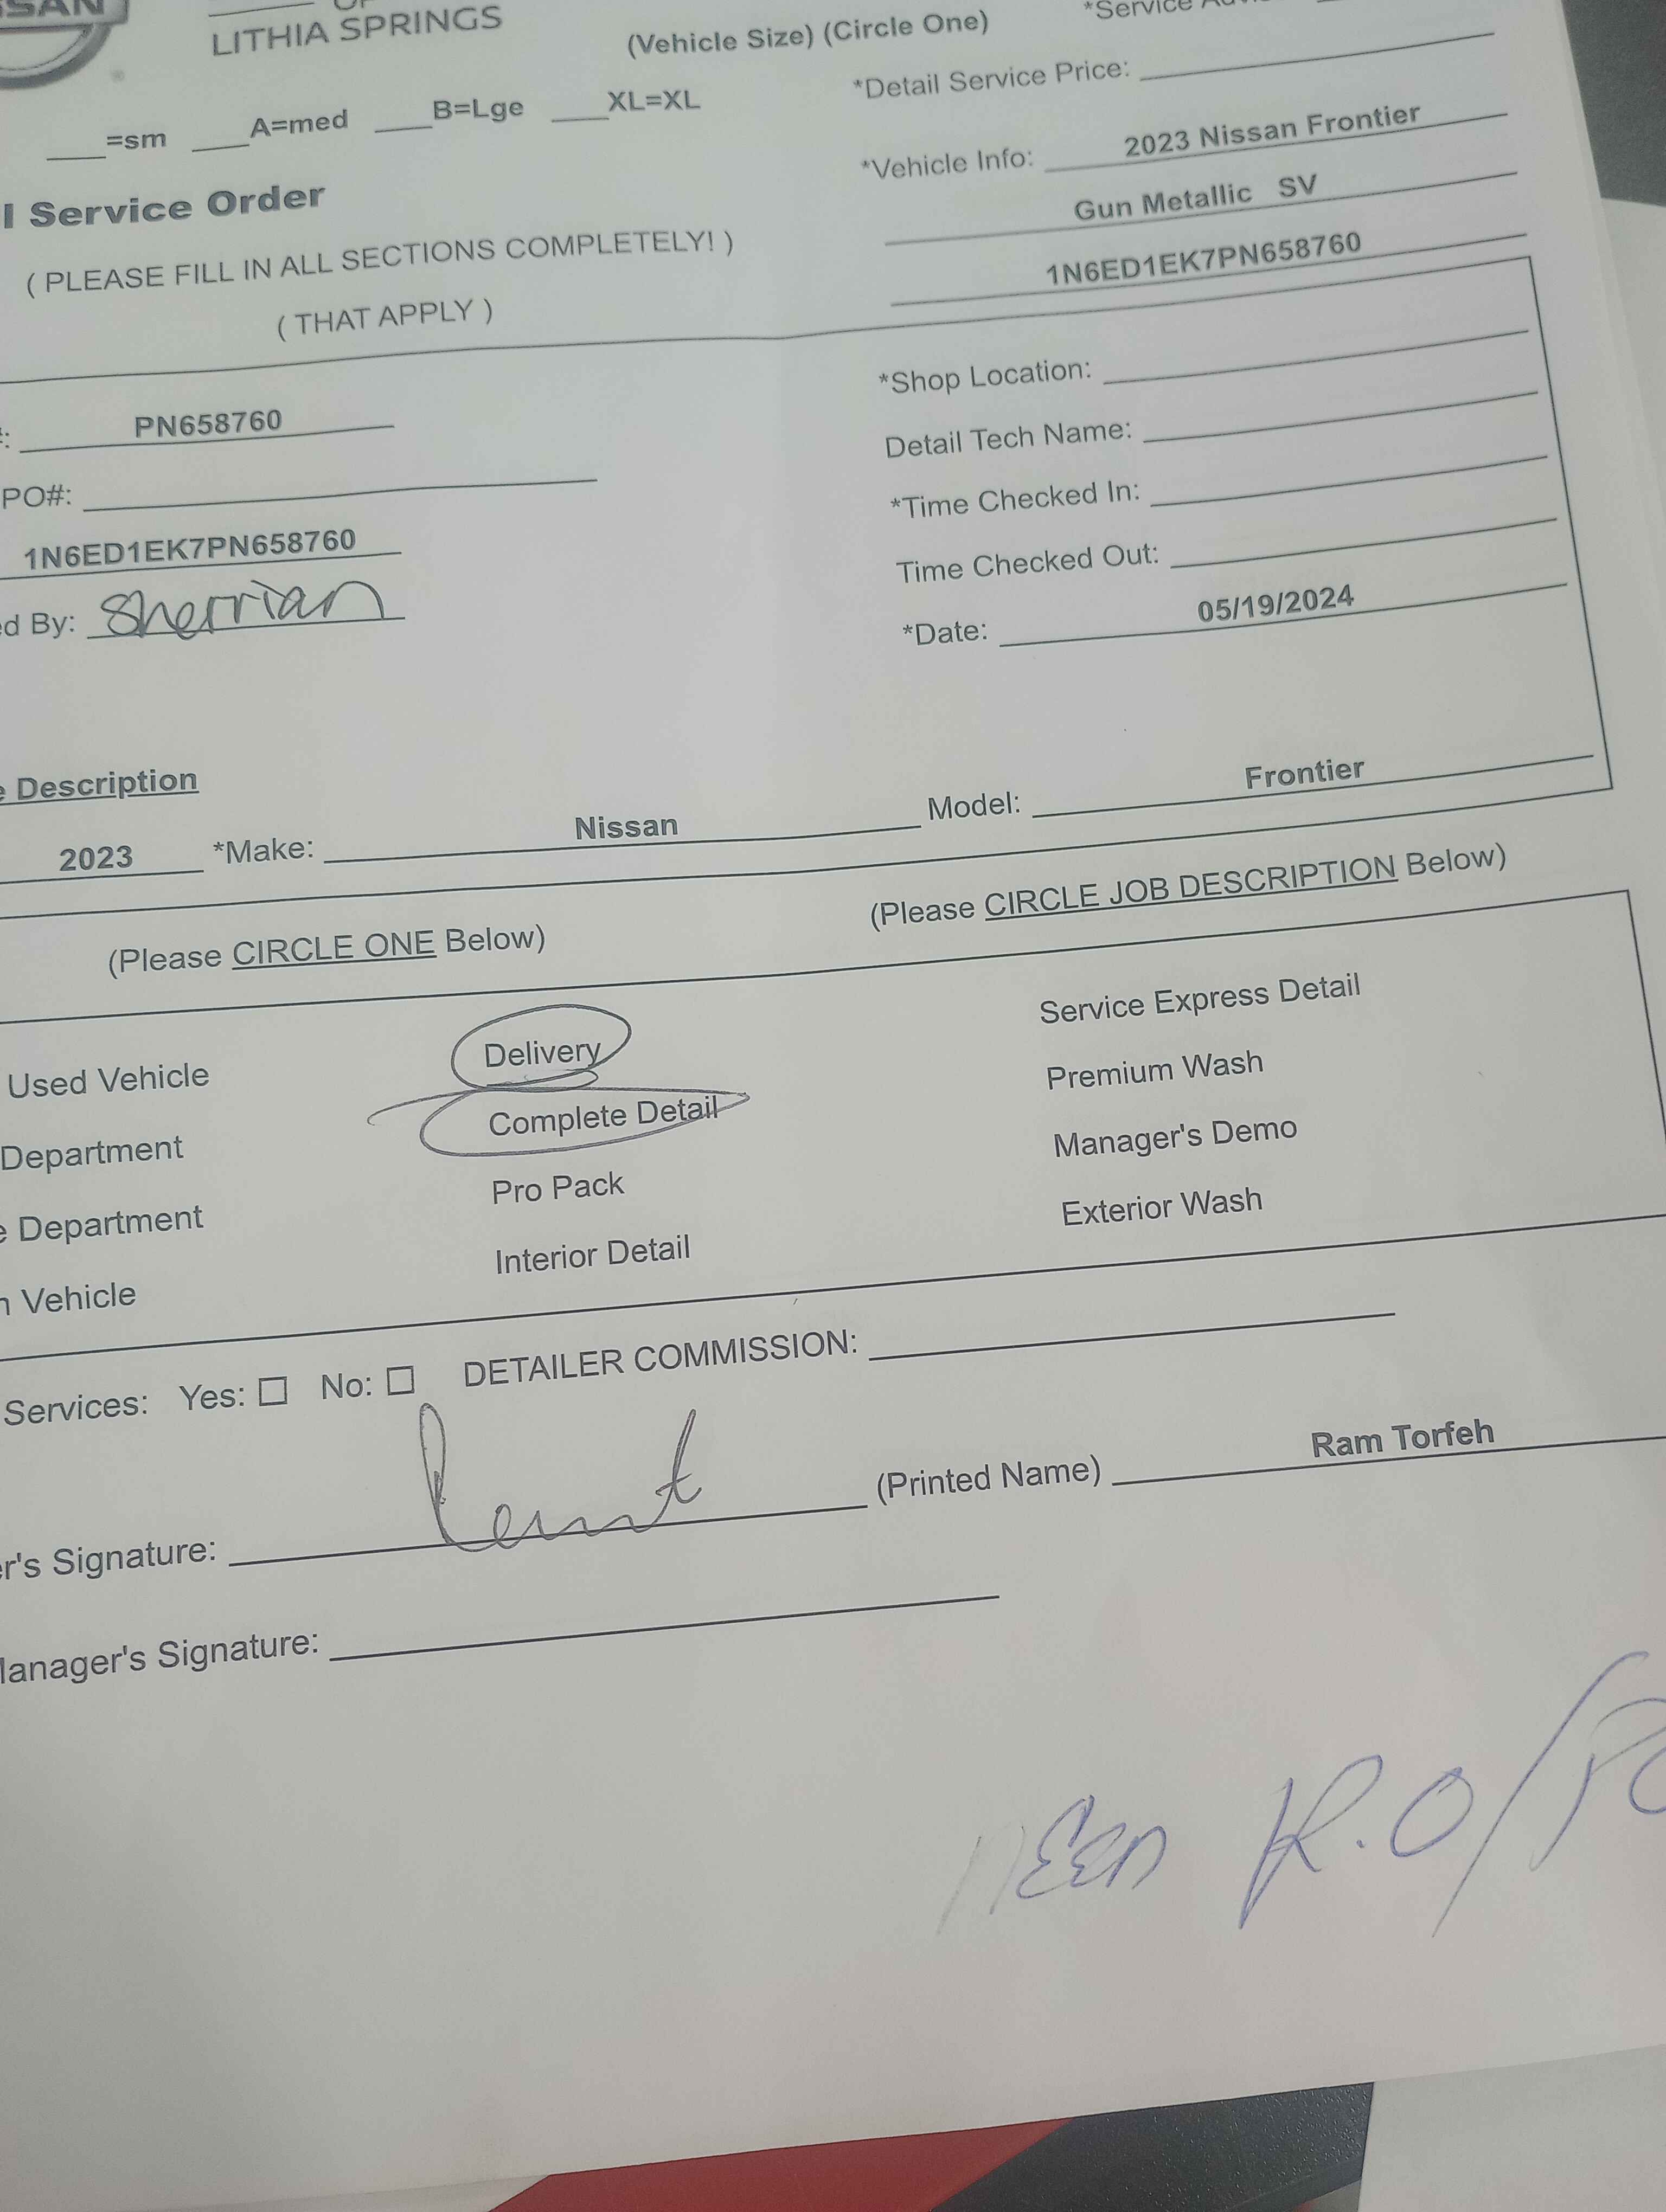 LITHIA SPRINGS
(Vehicle Size) (Circle One)
*Service
*Detail Service Price:
___=sm ___A=med ___B=Lge ___XL=XL
*Vehicle Info: 2023 Nissan Frontier
Service Order
Gun Metallic SV
( PLEASE FILL IN ALL SECTIONS COMPLETELY! )
1N6ED1EK7PN658760
( THAT APPLY )
*Shop Location:
PN658760
Detail Tech Name:
PO#:
*Time Checked In:
1N6ED1EK7PN658760
Time Checked Out:
By: Sherrian
*Date: 05/19/2024
Description
2023 *Make: Nissan Model: Frontier
(Please CIRCLE ONE Below) (Please CIRCLE JOB DESCRIPTION Below)
Used Vehicle Delivery Service Express Detail
Department Complete Detail Premium Wash
Department Pro Pack Manager's Demo
Vehicle Interior Detail Exterior Wash
Services: Yes: ☐ No: ☐ DETAILER COMMISSION:
Signature: (Printed Name) Ram Torfeh
Manager's Signature:
R.O/